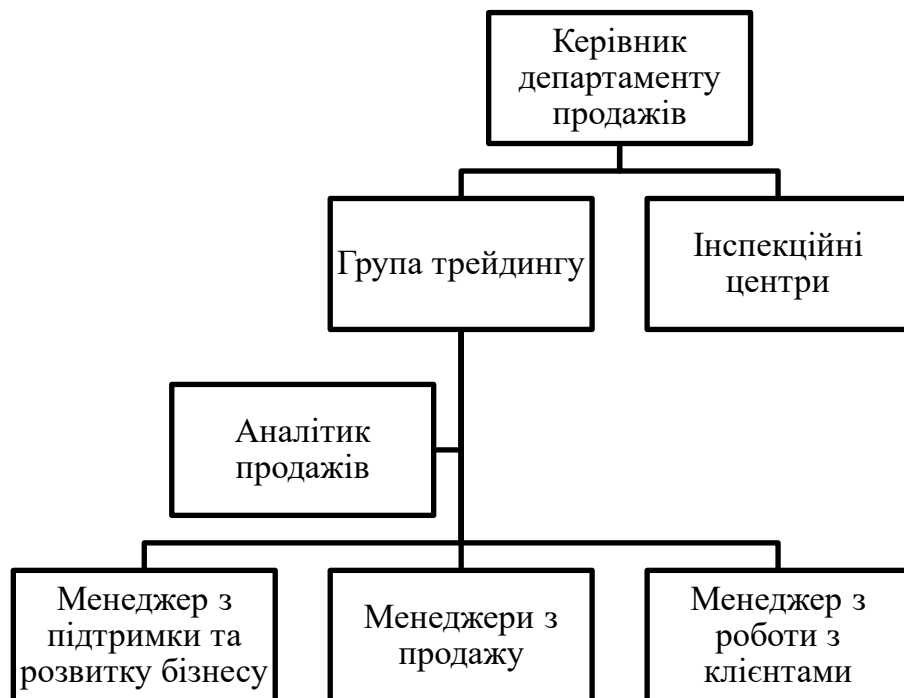 Керівник
департаменту
продажів
Група трейдингу
Інспекційні
центри
Аналітик
продажів
Менеджер з
підтримки та
розвитку бізнесу
Менеджери з
продажу
Менеджер з
роботи з
клієнтами